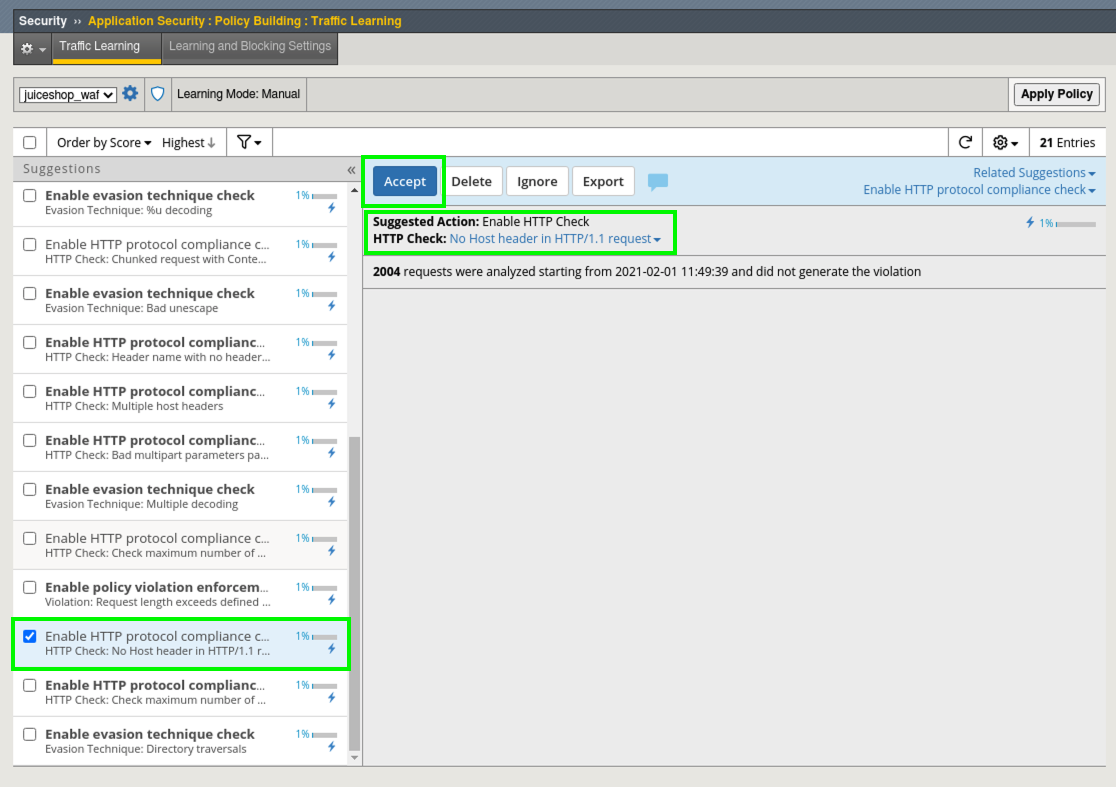 Security ›› Application Security : Policy Building : Traffic Learning
Traffic Learning
Learning and Blocking Settings
juiceshop_waf
Learning Mode: Manual
Apply Policy
Order by Score
Highest
21 Entries
Suggestions
«
Enable evasion technique check
1%
Evasion Technique: %u decoding
Enable HTTP protocol compliance c...
1%
HTTP Check: Chunked request with Conte...
Enable evasion technique check
1%
Evasion Technique: Bad unescape
Enable HTTP protocol complianc...
1%
HTTP Check: Header name with no header...
Enable HTTP protocol complianc...
1%
HTTP Check: Multiple host headers
Enable HTTP protocol complianc...
1%
HTTP Check: Bad multipart parameters pa...
Enable evasion technique check
1%
Evasion Technique: Multiple decoding
Enable HTTP protocol compliance c...
1%
HTTP Check: Check maximum number of ...
Enable policy violation enforcem...
1%
Violation: Request length exceeds defined ...
Enable HTTP protocol compliance c...
1%
HTTP Check: No Host header in HTTP/1.1 r...
Enable HTTP protocol complianc...
1%
HTTP Check: Check maximum number of ...
Enable evasion technique check
1%
Evasion Technique: Directory traversals
Accept
Delete
Ignore
Export
Related Suggestions
Enable HTTP protocol compliance check
Suggested Action: Enable HTTP Check
HTTP Check: No Host header in HTTP/1.1 request
1%
2004 requests were analyzed starting from 2021-02-01 11:49:39 and did not generate the violation